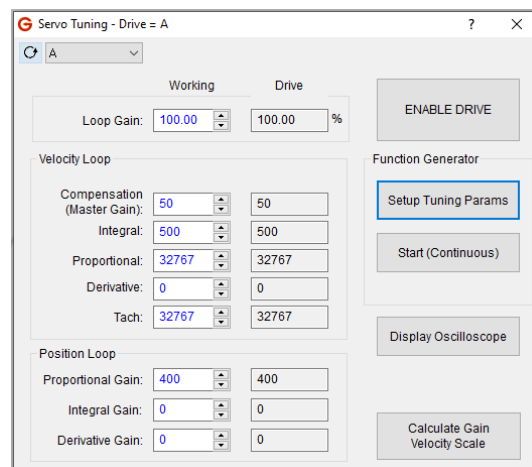 G Servo Tuning - Drive = A ? ×
A
Working Drive
Loop Gain: 100.00 100.00 %
ENABLE DRIVE
Velocity Loop
Function Generator
Compensation
(Master Gain): 50 50
Setup Tuning Params
Integral: 500 500
Proportional: 32767 32767
Start (Continuous)
Derivative: 0 0
Tach: 32767 32767
Display Oscilloscope
Position Loop
Proportional Gain: 400 400
Integral Gain: 0 0
Calculate Gain
Velocity Scale
Derivative Gain: 0 0